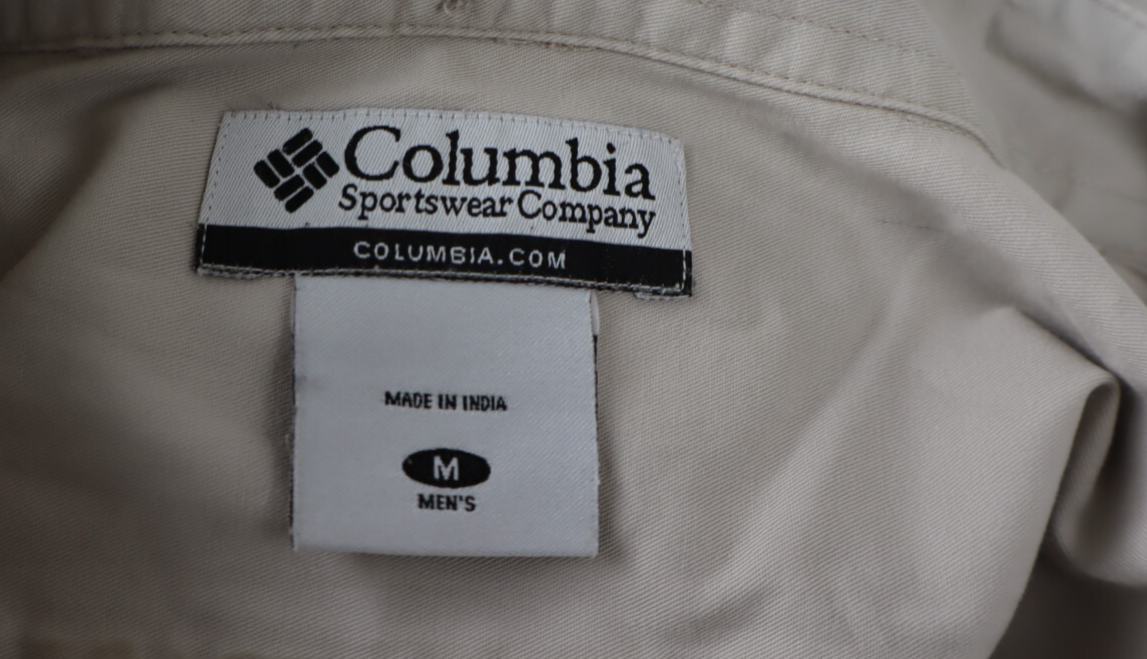 Columbia
Sportswear Company
COLUMBIA.COM
MADE IN INDIA
M
MEN'S